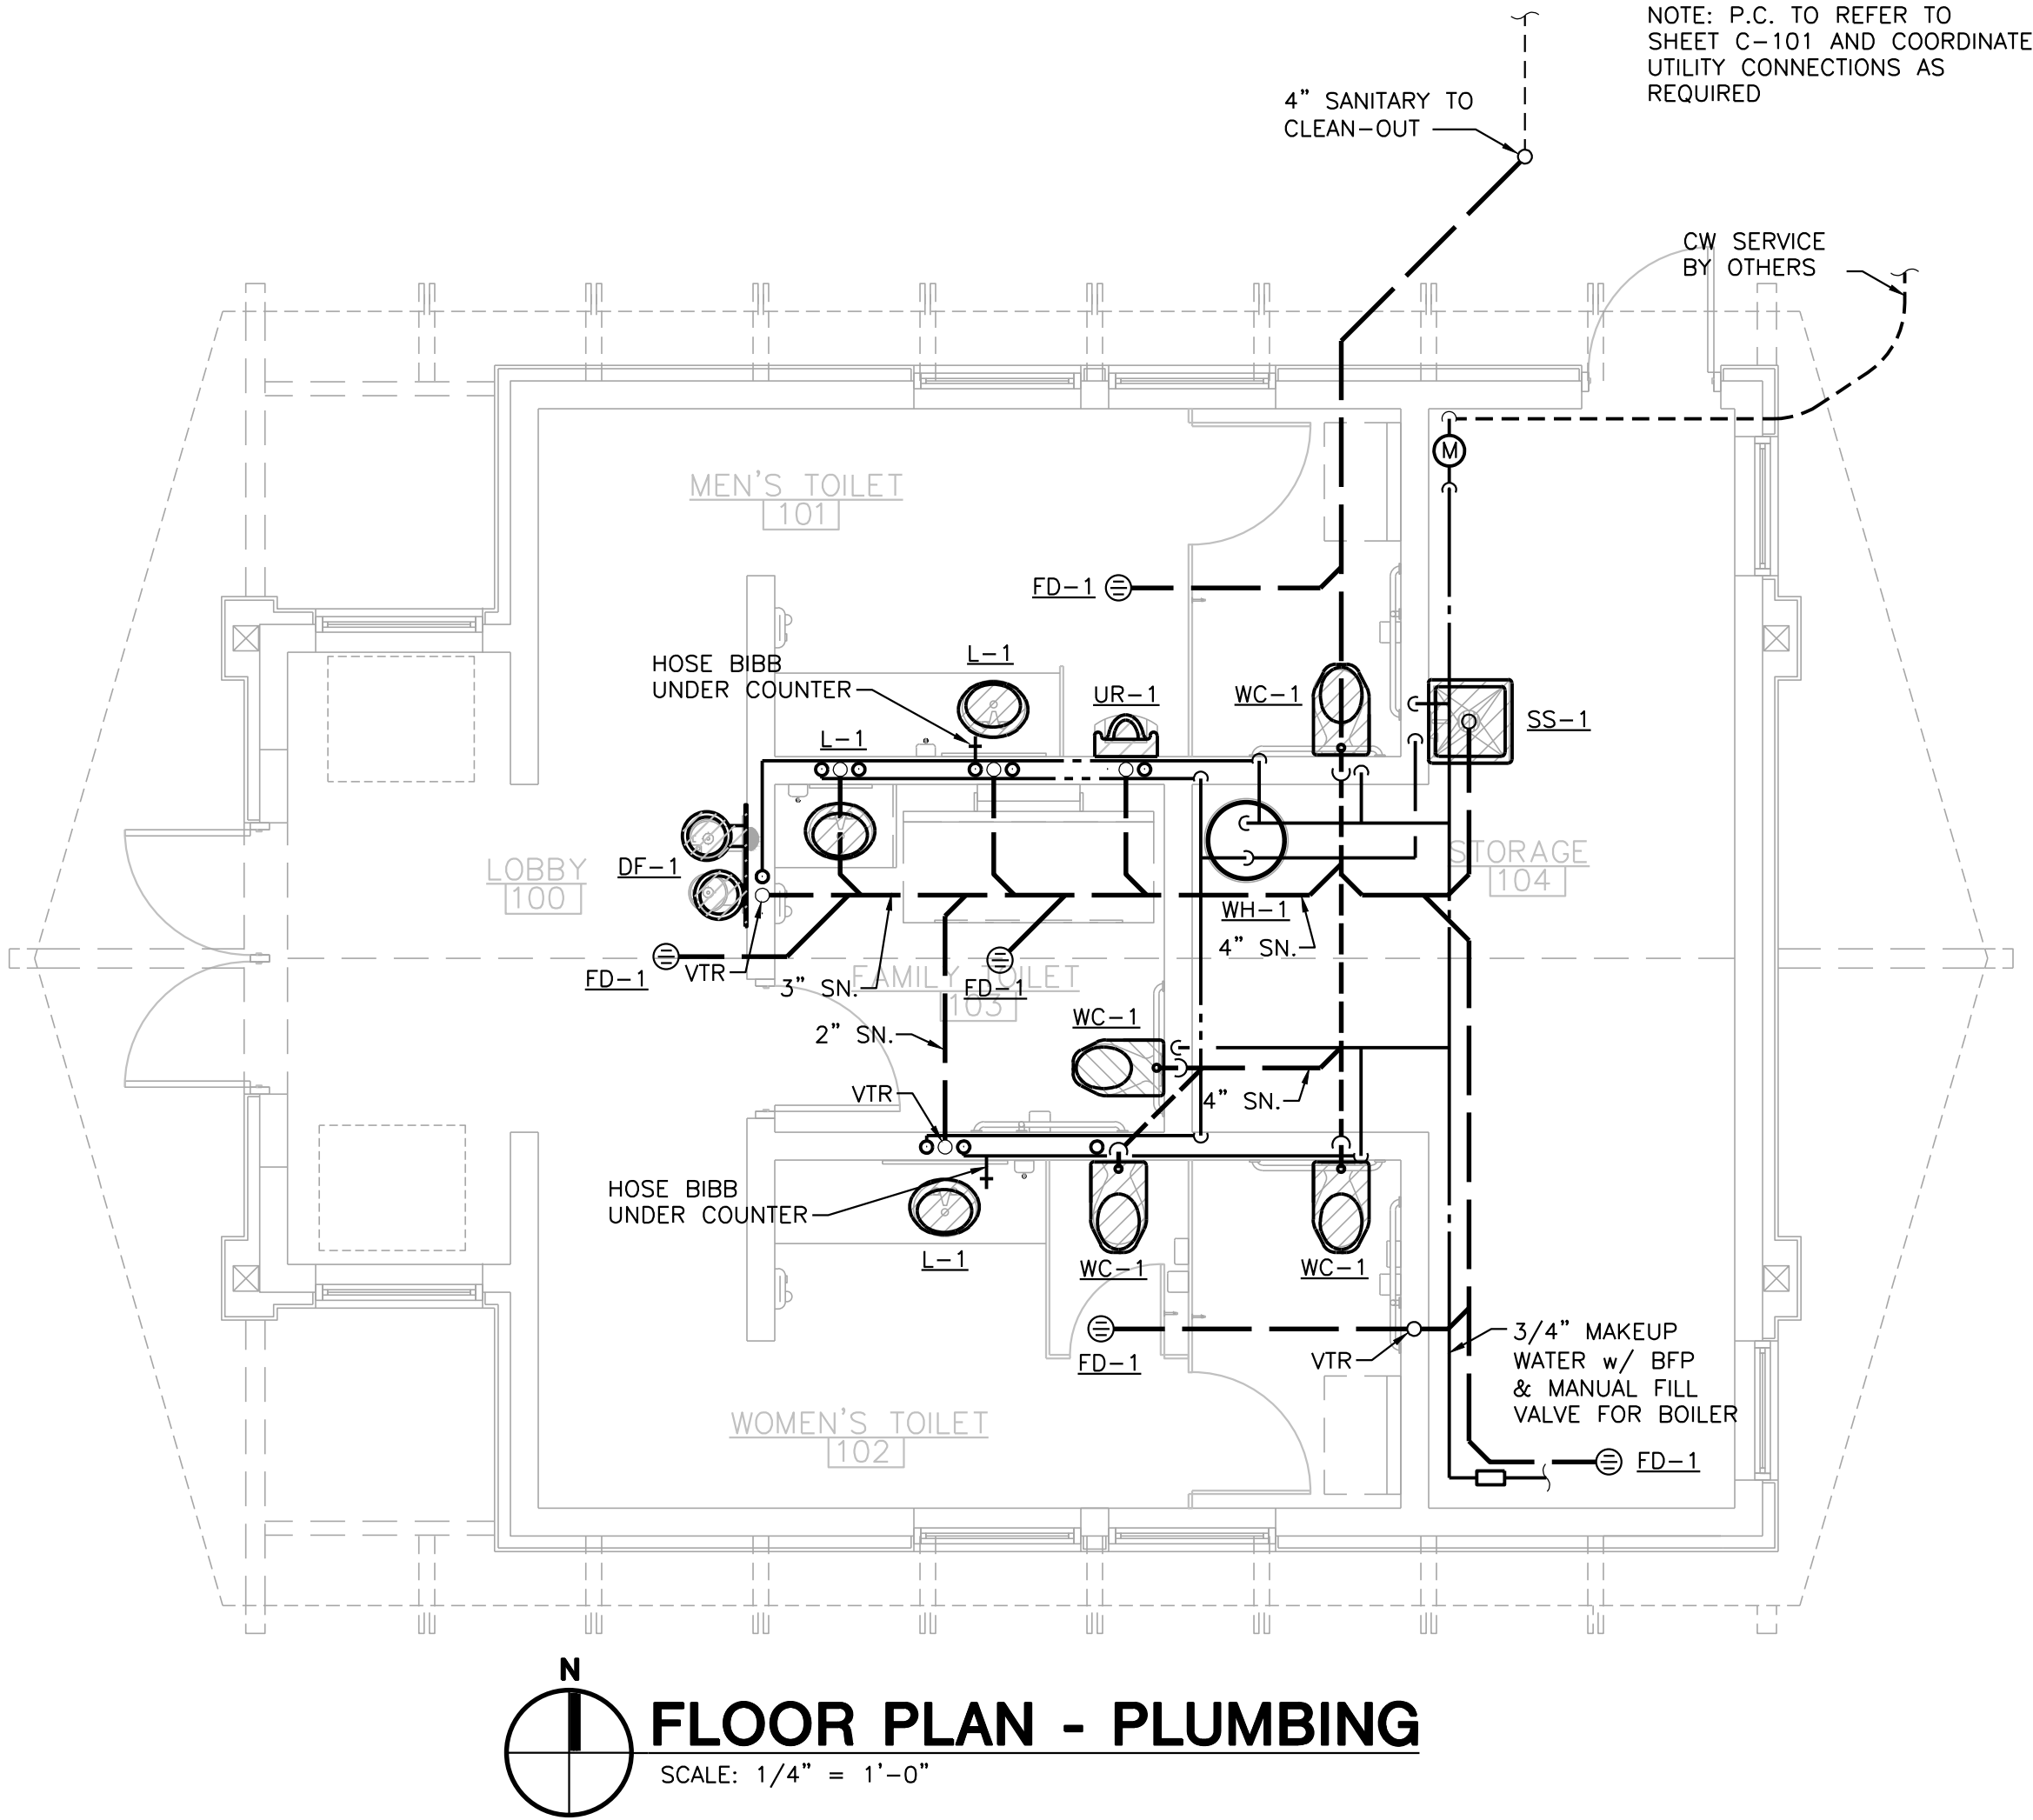 NOTE: P.C. TO REFER TO
SHEET C-101 AND COORDINATE
UTILITY CONNECTIONS AS
REQUIRED
4" SANITARY TO
CLEAN-OUT
CW SERVICE
BY OTHERS
M
MEN'S TOILET
101
FD-1
HOSE BIBB
UNDER COUNTER
L-1
UR-1
WC-1
SS-1
L-1
DF-1
LOBBY
100
STORAGE
104
WH-1
4" SN.
FD-1
VTR
3" SN.
FAMILY TOILET
103
FD-1
2" SN.
WC-1
VTR
4" SN.
HOSE BIBB
UNDER COUNTER
L-1
WC-1
WC-1
FD-1
VTR
3/4" MAKEUP
WATER w/ BFP
& MANUAL FILL
VALVE FOR BOILER
WOMEN'S TOILET
102
FD-1
N
FLOOR PLAN - PLUMBING
SCALE: 1/4" = 1'-0"